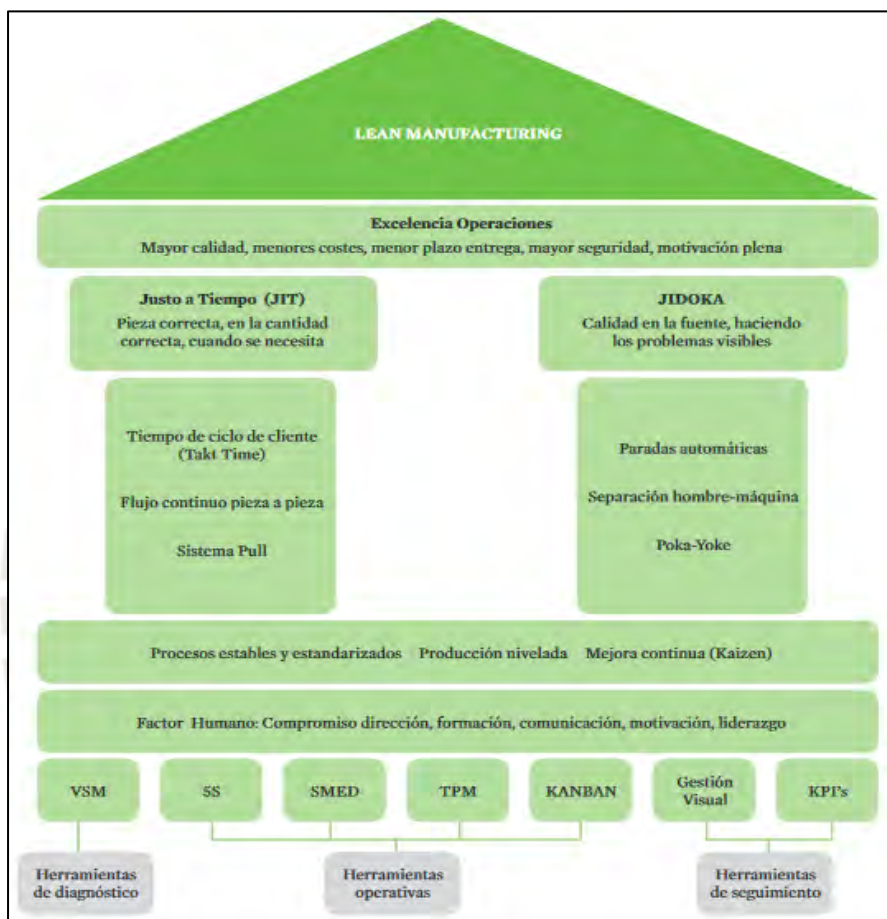 LEAN MANUFACTURING
Excelencia Operaciones
Mayor calidad, menores costes, menor plazo entrega, mayor seguridad, motivación plena
Justo a Tiempo (JIT)
Pieza correcta, en la cantidad
correcta, cuando se necesita
JIDOKA
Calidad en la fuente, haciendo
los problemas visibles
Tiempo de ciclo de cliente
(Takt Time)
Flujo continuo pieza a pieza
Sistema Pull
Paradas automáticas
Separación hombre-máquina
Poka-Yoke
Procesos estables y estandarizados Producción nivelada Mejora continua (Kaizen)
Factor Humano: Compromiso dirección, formación, comunicación, motivación, liderazgo
VSM
5S
SMED
TPM
KANBAN
Gestión
Visual
KPI's
Herramientas
de diagnóstico
Herramientas
operativas
Herramientas
de seguimiento